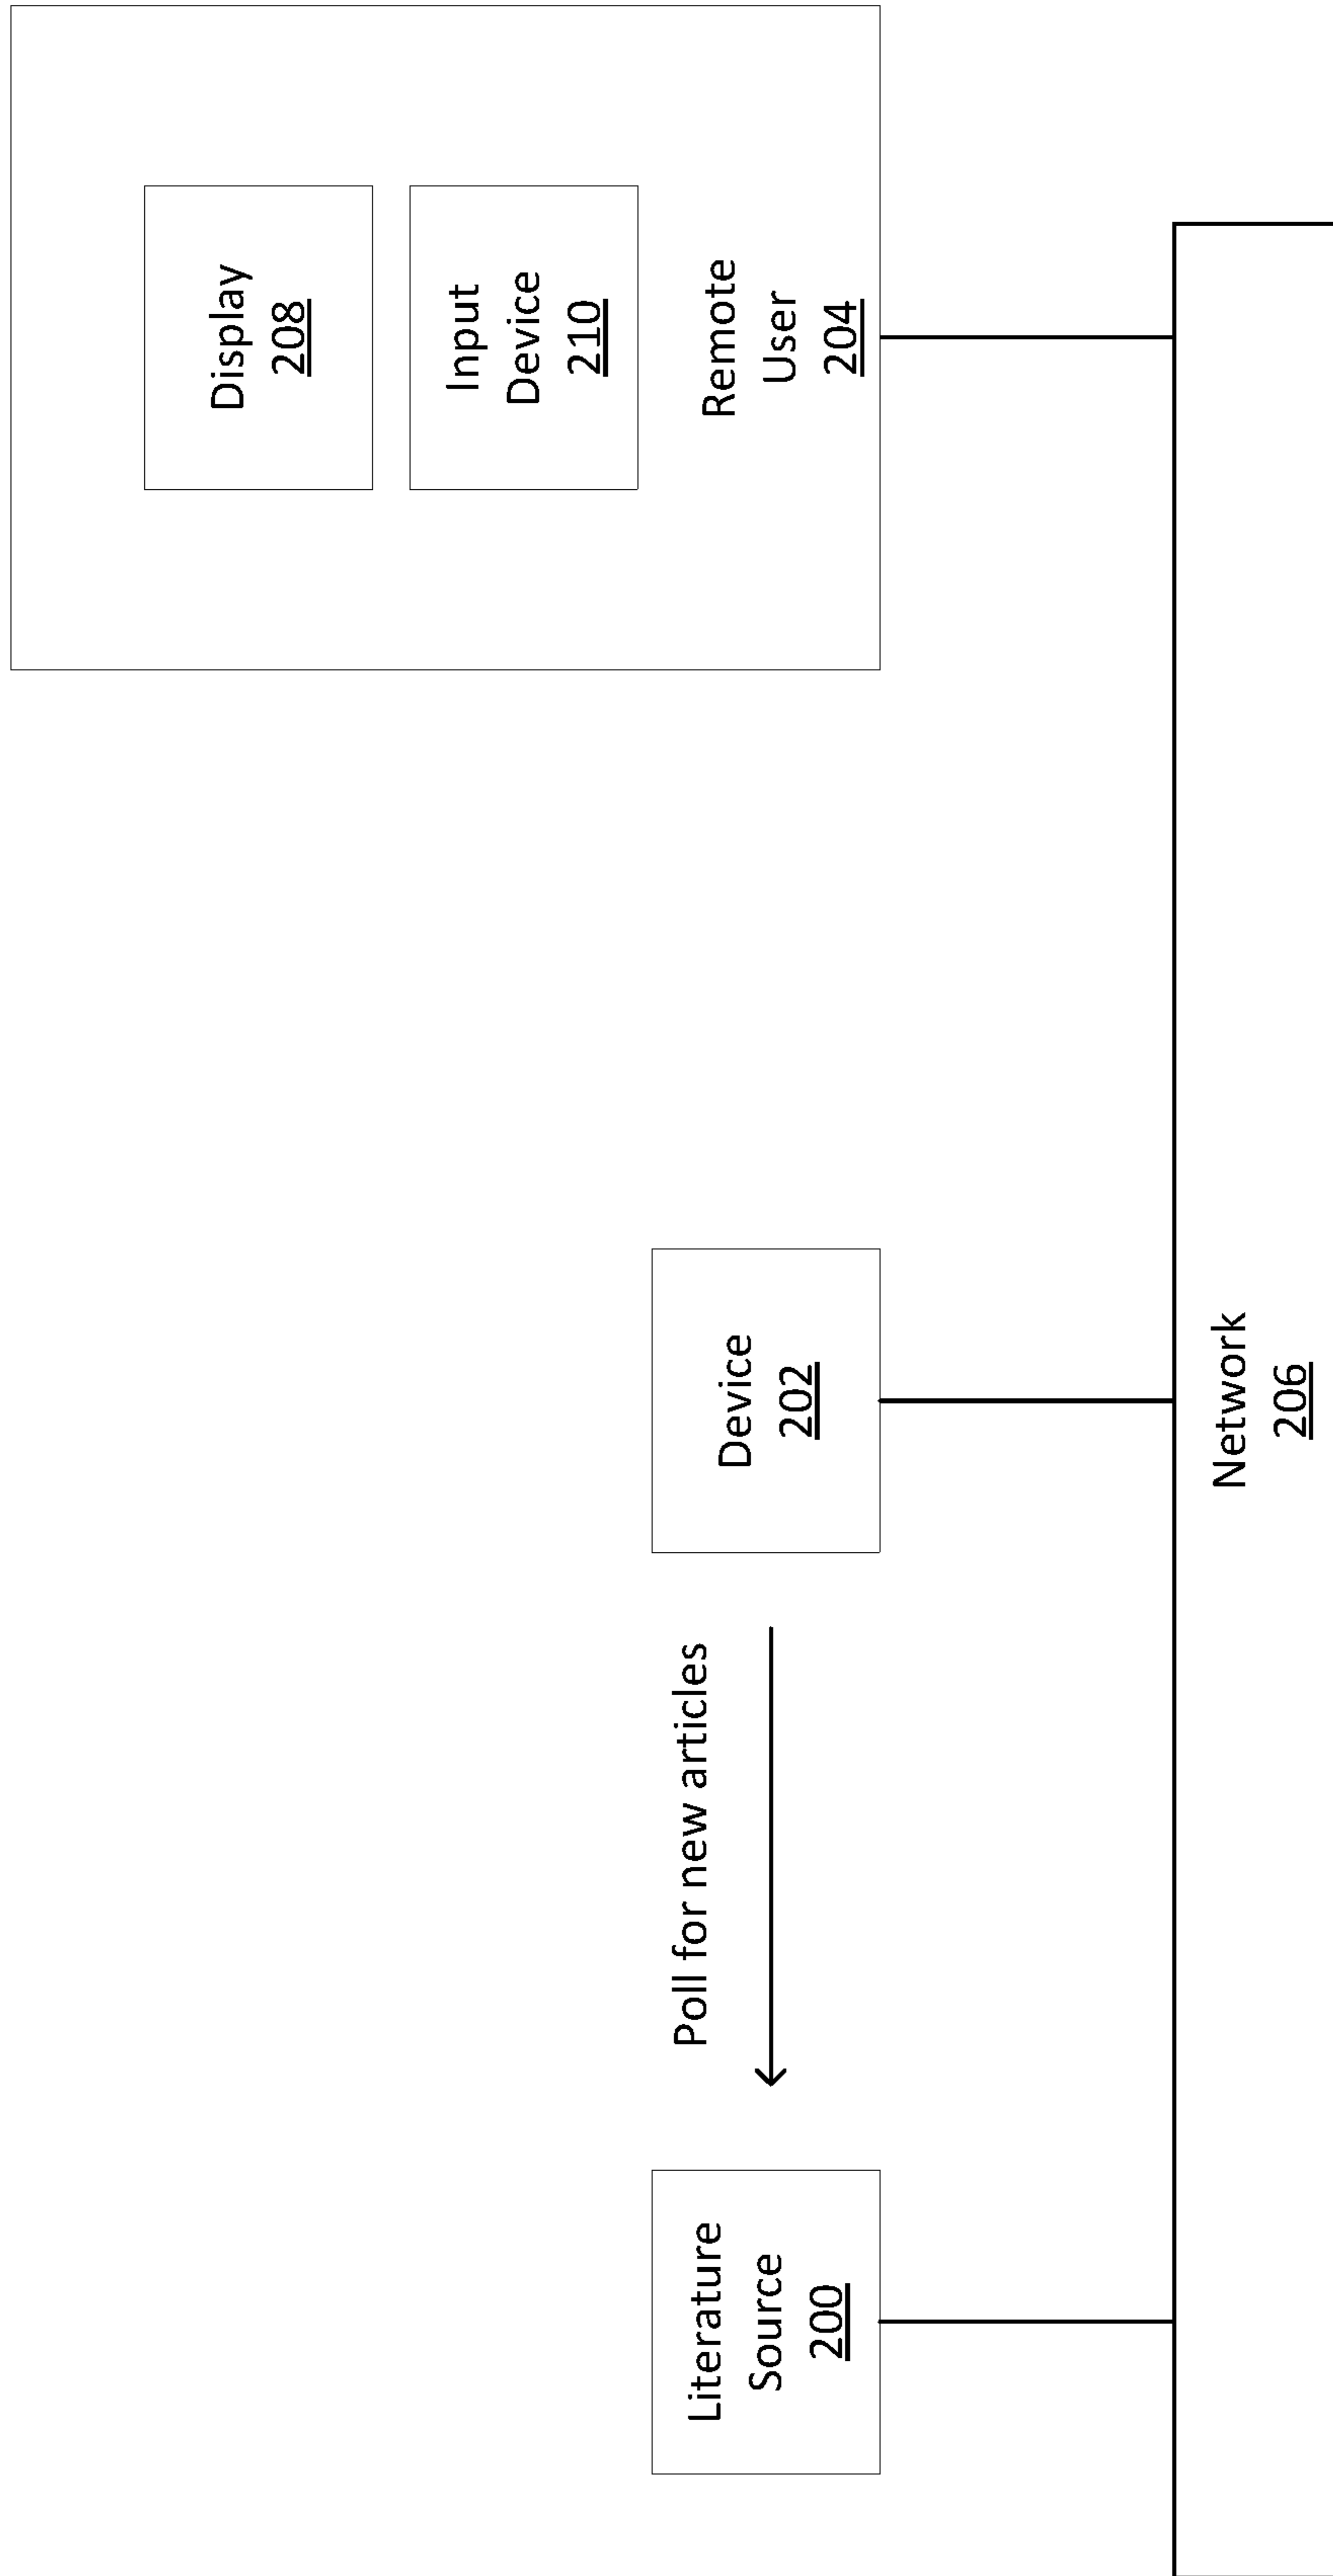 Display
208
Input
Device
210
Remote
User
204
Poll for new articles
Device
202
Literature
Source
200
Network
206